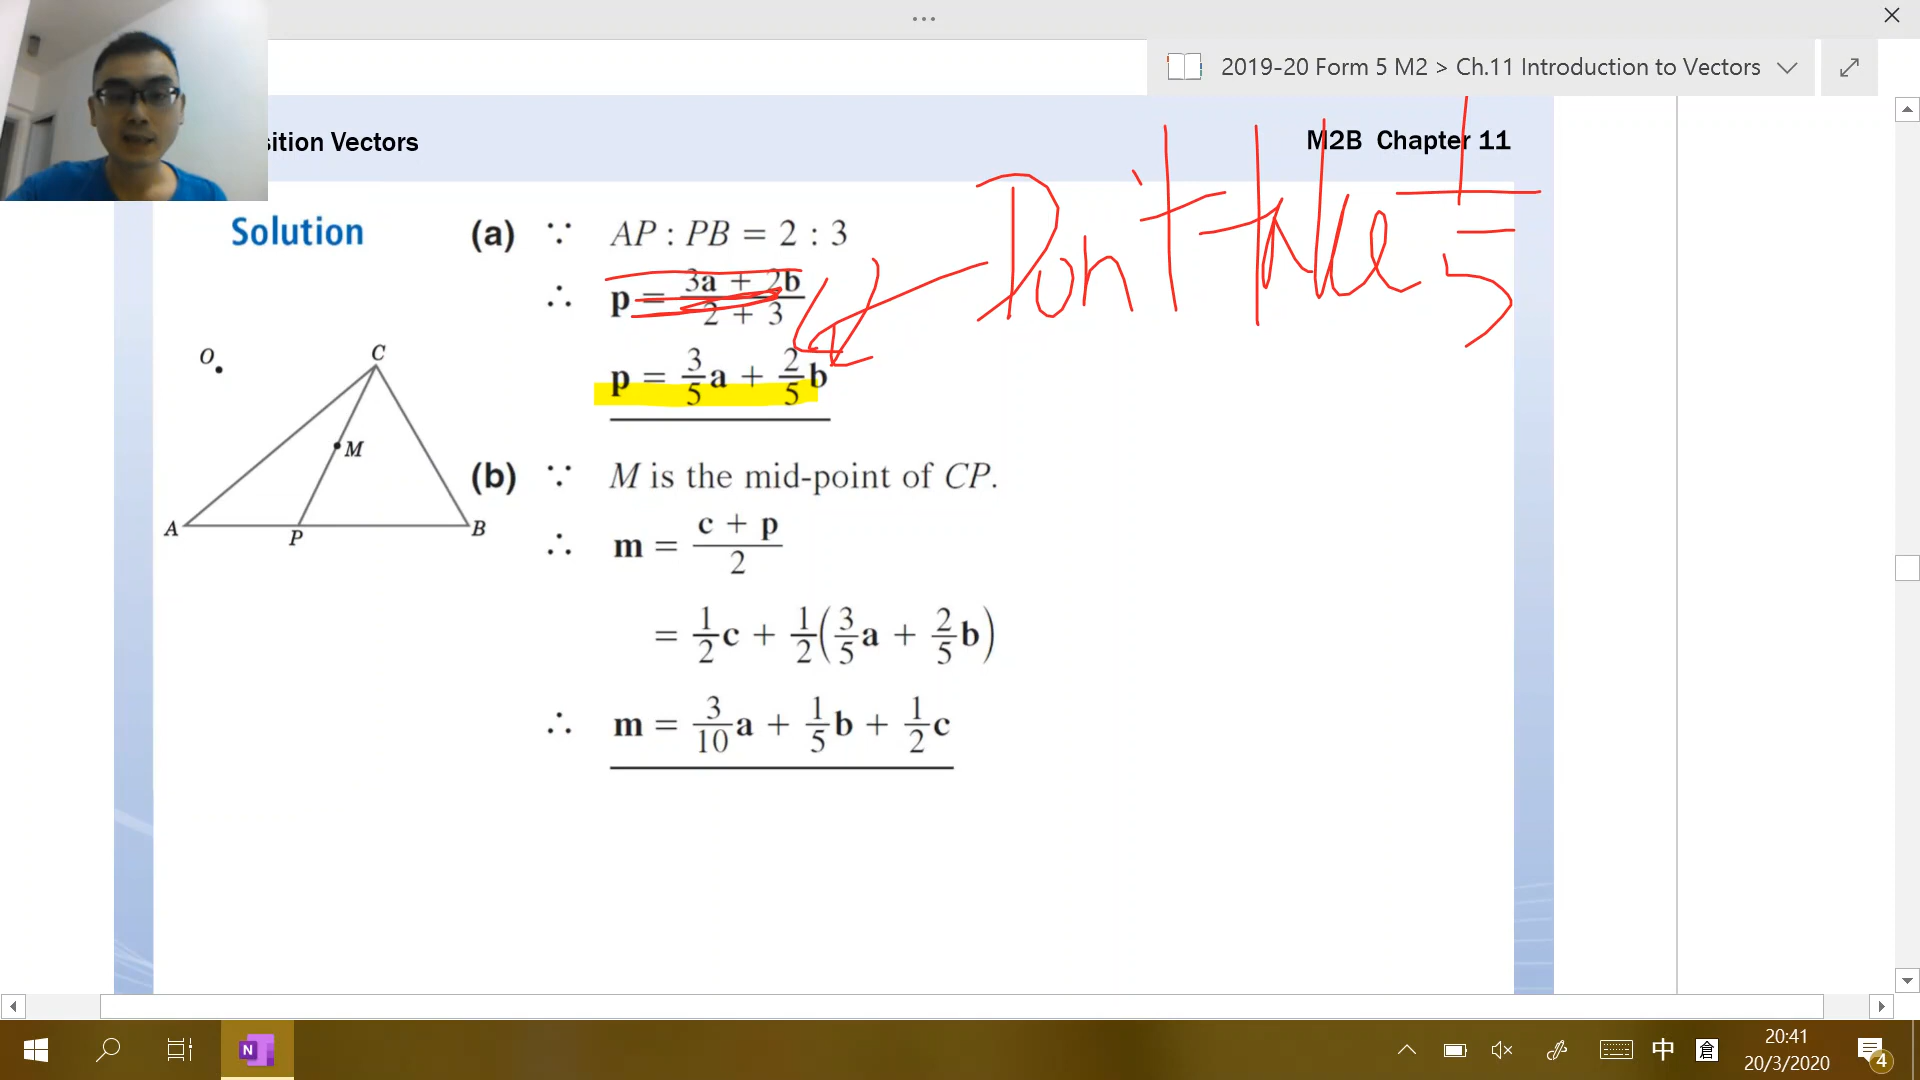 2019-20 Form 5 M2 > Ch.11 Introduction to Vectors
sition Vectors
M2B Chapter 11
Don't take 1/5
Solution
(a) ∵ AP : PB = 2 : 3
∴ p = (3a + 2b)/(2 + 3)
p = 3/5 a + 2/5 b
O
C
M
A
P
B
(b) ∵ M is the mid-point of CP.
∴ m = (c + p)/2
= 1/2 c + 1/2 (3/5 a + 2/5 b)
∴ m = 3/10 a + 1/5 b + 1/2 c
N
中
倉
20:41
20/3/2020
4